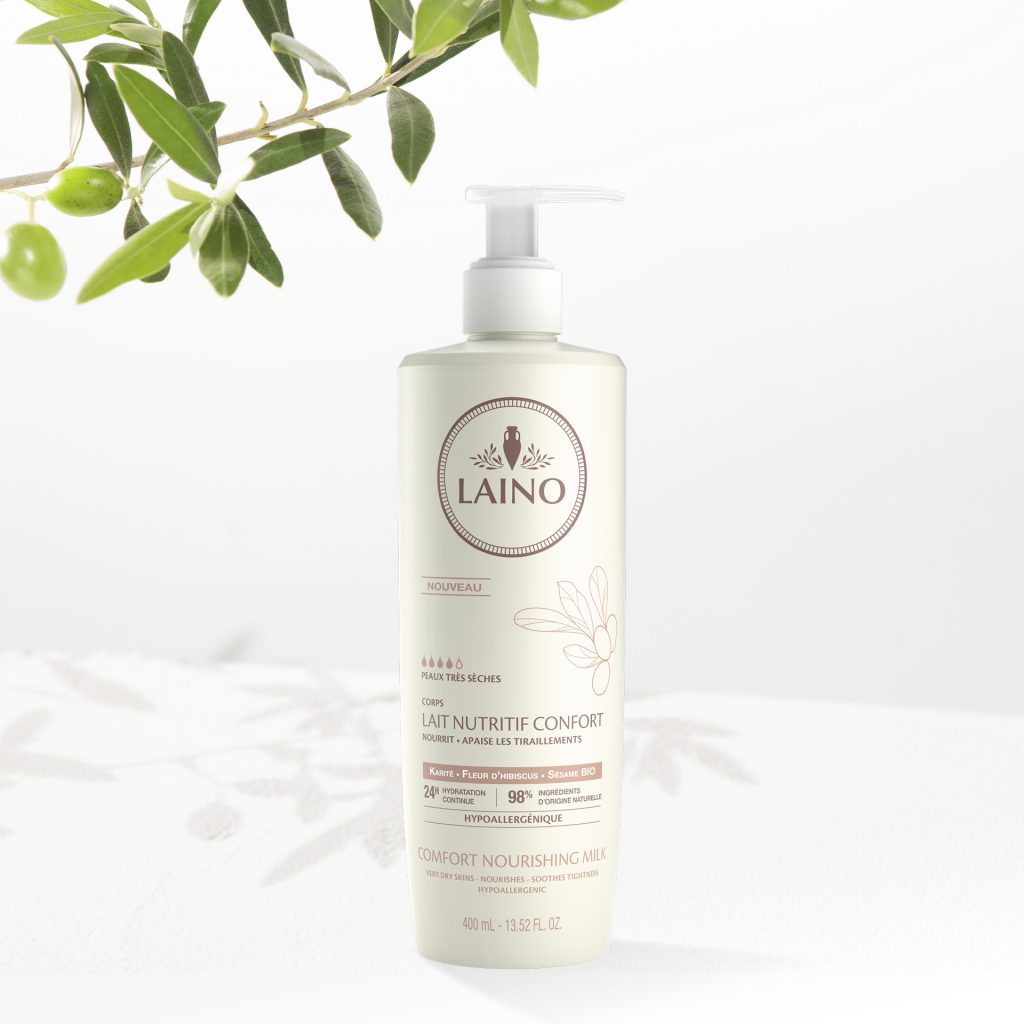 LAINO
NOUVEAU
PEAUX TRÈS SÈCHES
CORPS
LAIT NUTRITIF CONFORT
NOURRIT • APAISE LES TIRAILLEMENTS
KARITÉ • FLEUR D'HIBISCUS • SÉSAME BIO
24H HYDRATATION CONTINUE
98% INGRÉDIENTS D'ORIGINE NATURELLE
HYPOALLERGÉNIQUE
COMFORT NOURISHING MILK
VERY DRY SKINS - NOURISHES - SOOTHES TIGHTNESS
HYPOALLERGENIC
400 mL - 13.52 FL. OZ.